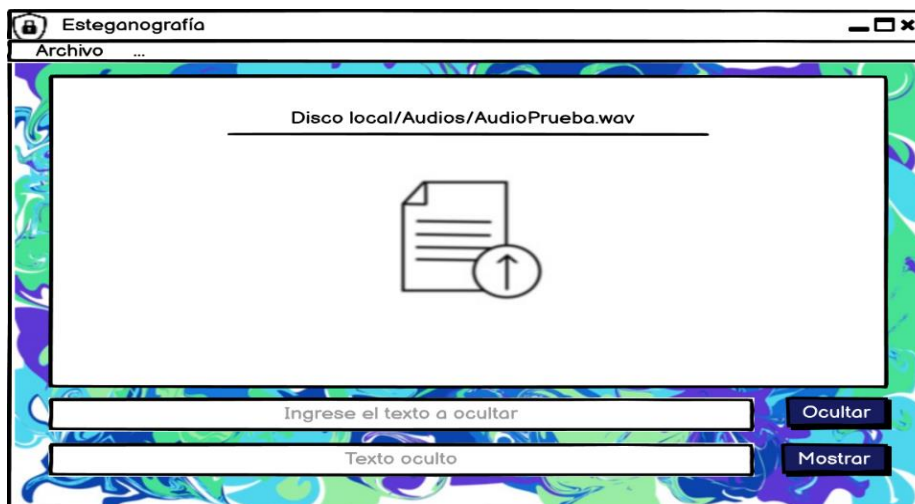 Esteganografía
Archivo ...
Disco local/Audios/AudioPrueba.wav
Ingrese el texto a ocultar
Ocultar
Texto oculto
Mostrar